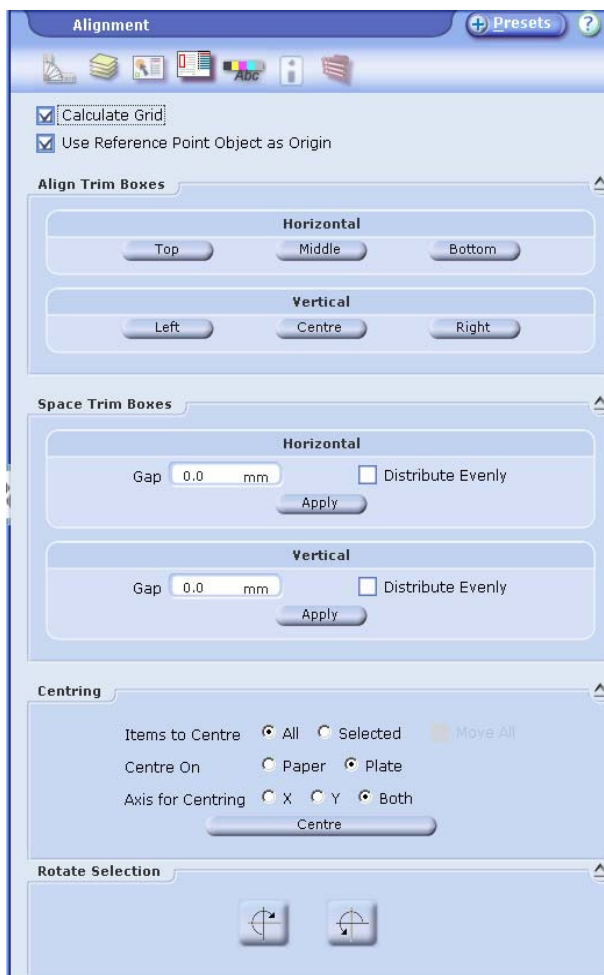 Alignment
Presets ?
Abc
Calculate Grid
Use Reference Point Object as Origin
Align Trim Boxes
Horizontal
Top Middle Bottom
Vertical
Left Centre Right
Space Trim Boxes
Horizontal
Gap 0.0 mm Distribute Evenly
Apply
Vertical
Gap 0.0 mm Distribute Evenly
Apply
Centring
Items to Centre All Selected Move All
Centre On Paper Plate
Axis for Centring X Y Both
Centre
Rotate Selection